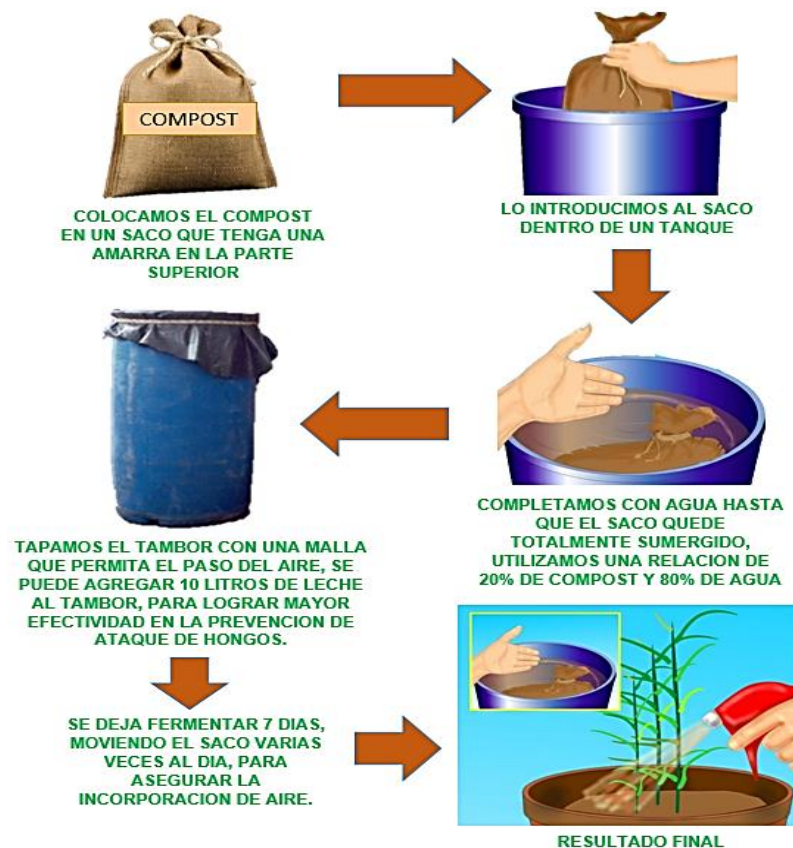 COMPOST
COLOCAMOS EL COMPOST
EN UN SACO QUE TENGA UNA
AMARRA EN LA PARTE
SUPERIOR
LO INTRODUCIMOS AL SACO
DENTRO DE UN TANQUE
COMPLETAMOS CON AGUA HASTA
QUE EL SACO QUEDE
TOTALMENTE SUMERGIDO,
UTILIZAMOS UNA RELACION DE
20% DE COMPOST Y 80% DE AGUA
TAPAMOS EL TAMBOR CON UNA MALLA
QUE PERMITA EL PASO DEL AIRE, SE
PUEDE AGREGAR 10 LITROS DE LECHE
AL TAMBOR, PARA LOGRAR MAYOR
EFECTIVIDAD EN LA PREVENCION DE
ATAQUE DE HONGOS.
SE DEJA FERMENTAR 7 DIAS,
MOVIENDO EL SACO VARIAS
VECES AL DIA, PARA
ASEGURAR LA
INCORPORACION DE AIRE.
RESULTADO FINAL